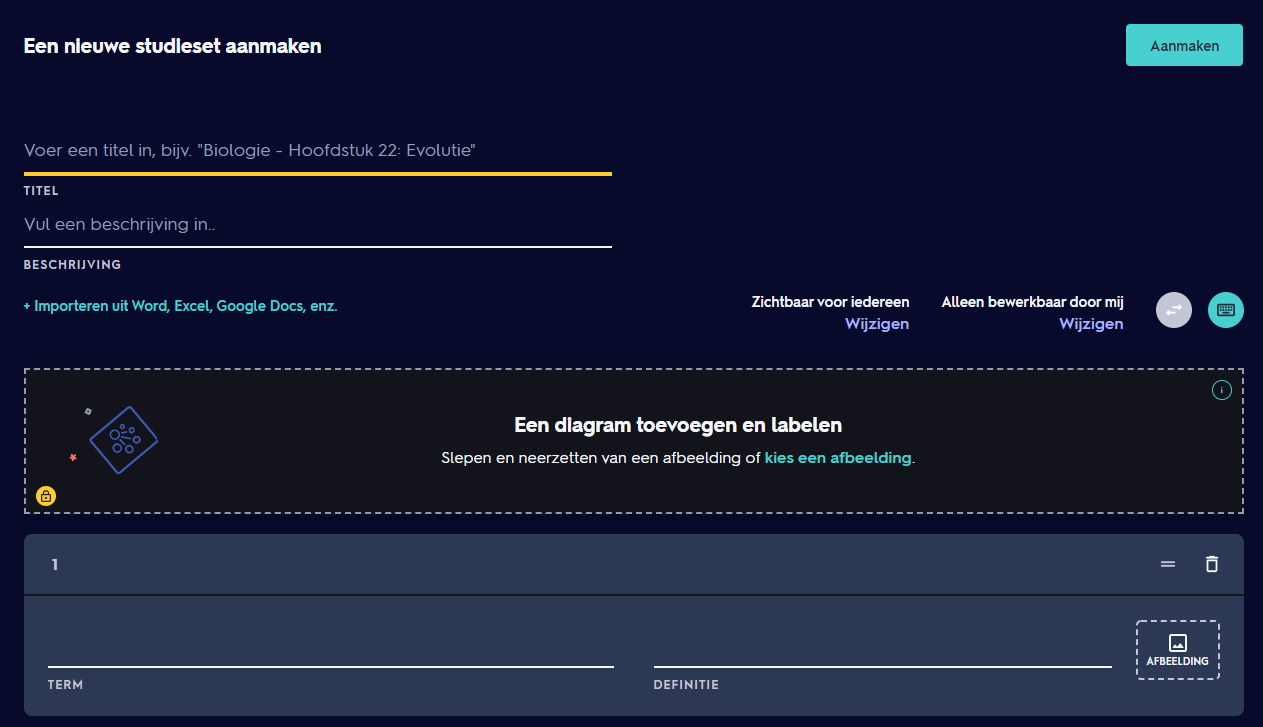 Een nieuwe studieset aanmaken
Aanmaken
Voer een titel in, bijv. "Biologie - Hoofdstuk 22: Evolutie"
TITEL
Vul een beschrijving in..
BESCHRIJVING
+ Importeren uit Word, Excel, Google Docs, enz.
Zichtbaar voor iedereen
Wijzigen
Alleen bewerkbaar door mij
Wijzigen
i
Een diagram toevoegen en labelen
Slepen en neerzetten van een afbeelding of kies een afbeelding.
1
TERM
DEFINITIE
AFBEELDING